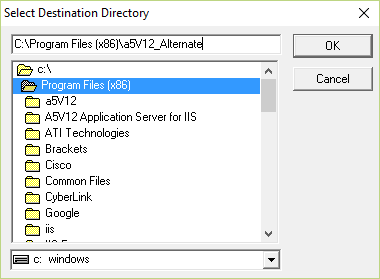 Select Destination Directory
C:\Program Files (x86)\a5V12_Alternate
OK
Cancel
c:\
Program Files (x86)
a5V12
A5V12 Application Server for IIS
ATI Technologies
Brackets
Cisco
Common Files
CyberLink
Google
iis
c: windows